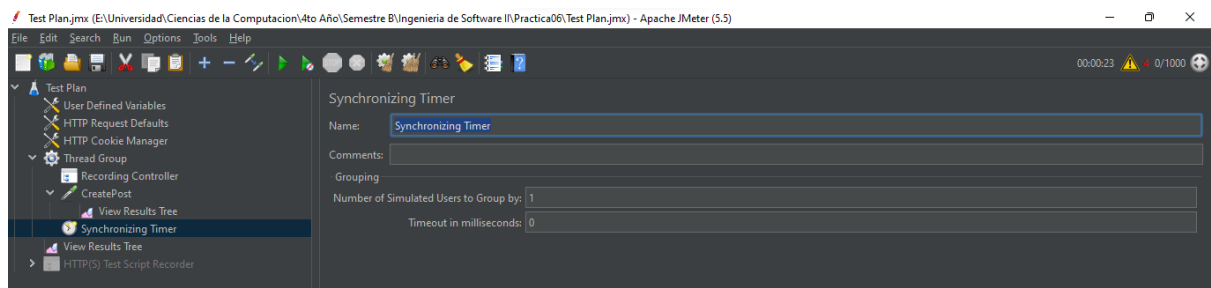 Test Plan.jmx (E:\Universidad\Ciencias de la Computacion\4to Año\Semestre B\Ingenieria de Software II\Practica06\Test Plan.jmx) - Apache JMeter (5.5)
File Edit Search Run Options Tools Help
00:00:23 4 0/1000
Test Plan
User Defined Variables
HTTP Request Defaults
HTTP Cookie Manager
Thread Group
Recording Controller
CreatePost
View Results Tree
Synchronizing Timer
View Results Tree
HTTP(S) Test Script Recorder
Synchronizing Timer
Name: Synchronizing Timer
Comments:
Grouping
Number of Simulated Users to Group by: 1
Timeout in milliseconds: 0